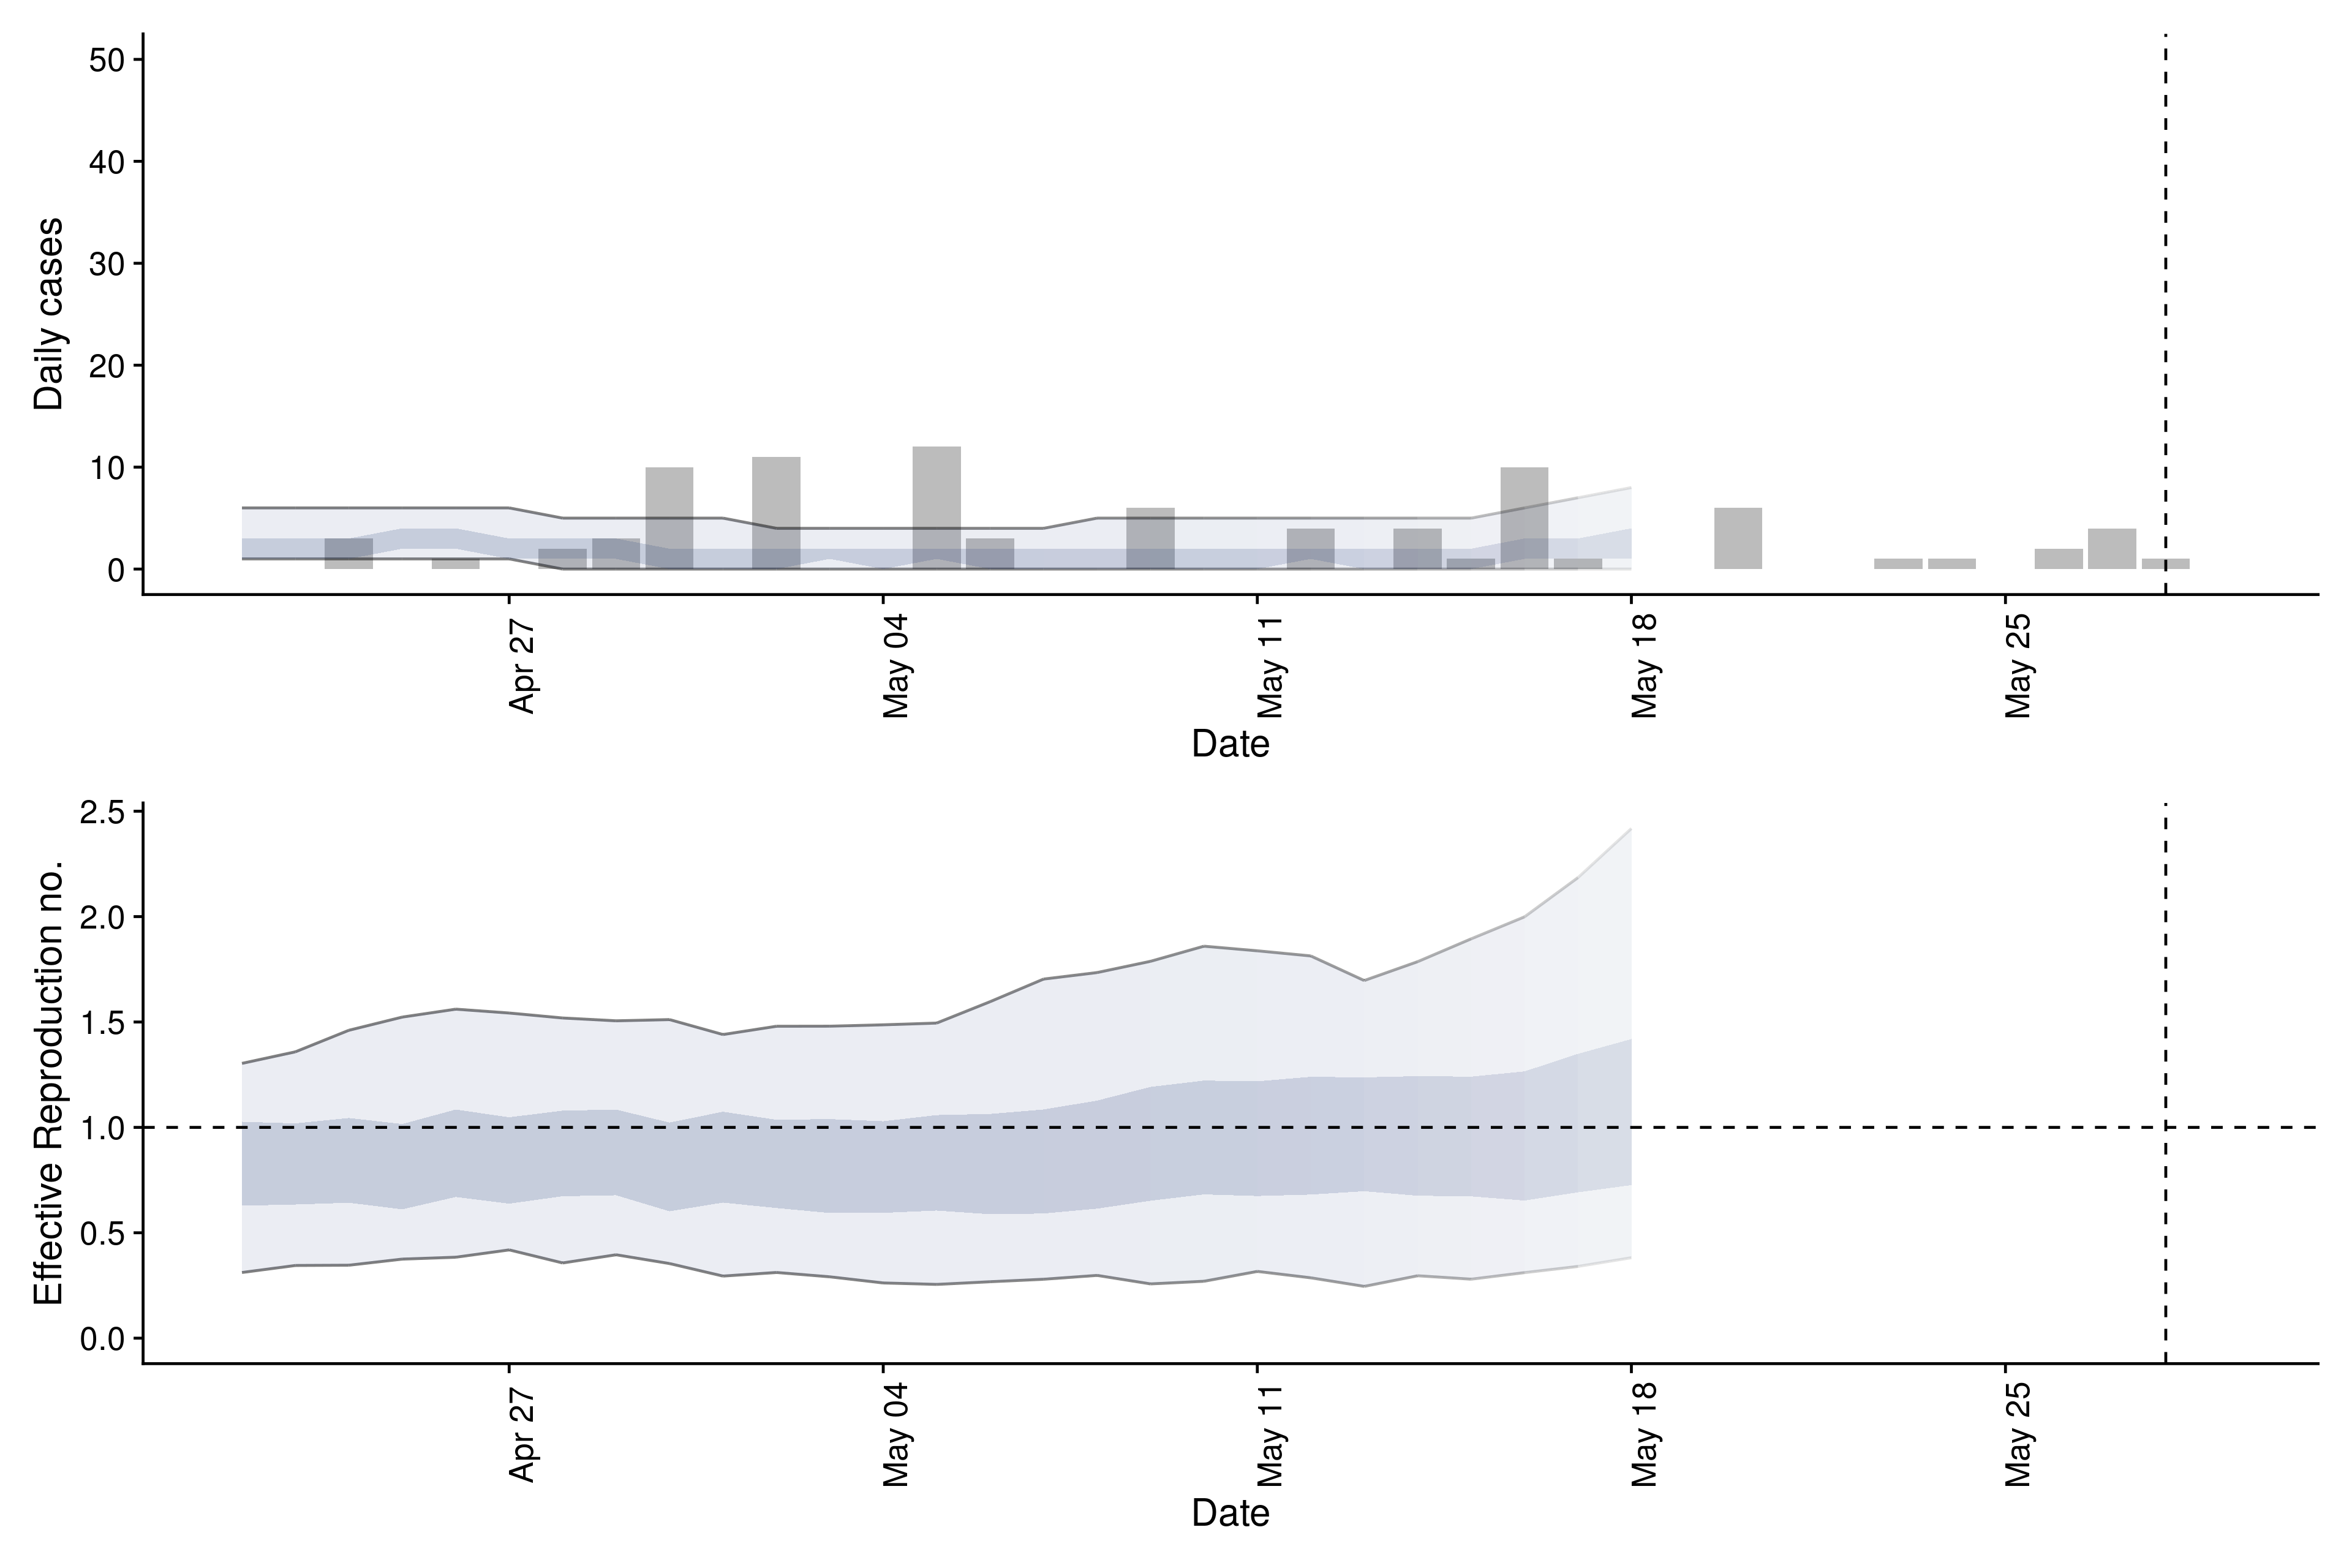 Daily cases
50
40
30
20
10
0
Apr 27
May 04
May 11
May 18
May 25
Date
Effective Reproduction no.
2.5
2.0
1.5
1.0
0.5
0.0
Apr 27
May 04
May 11
May 18
May 25
Date